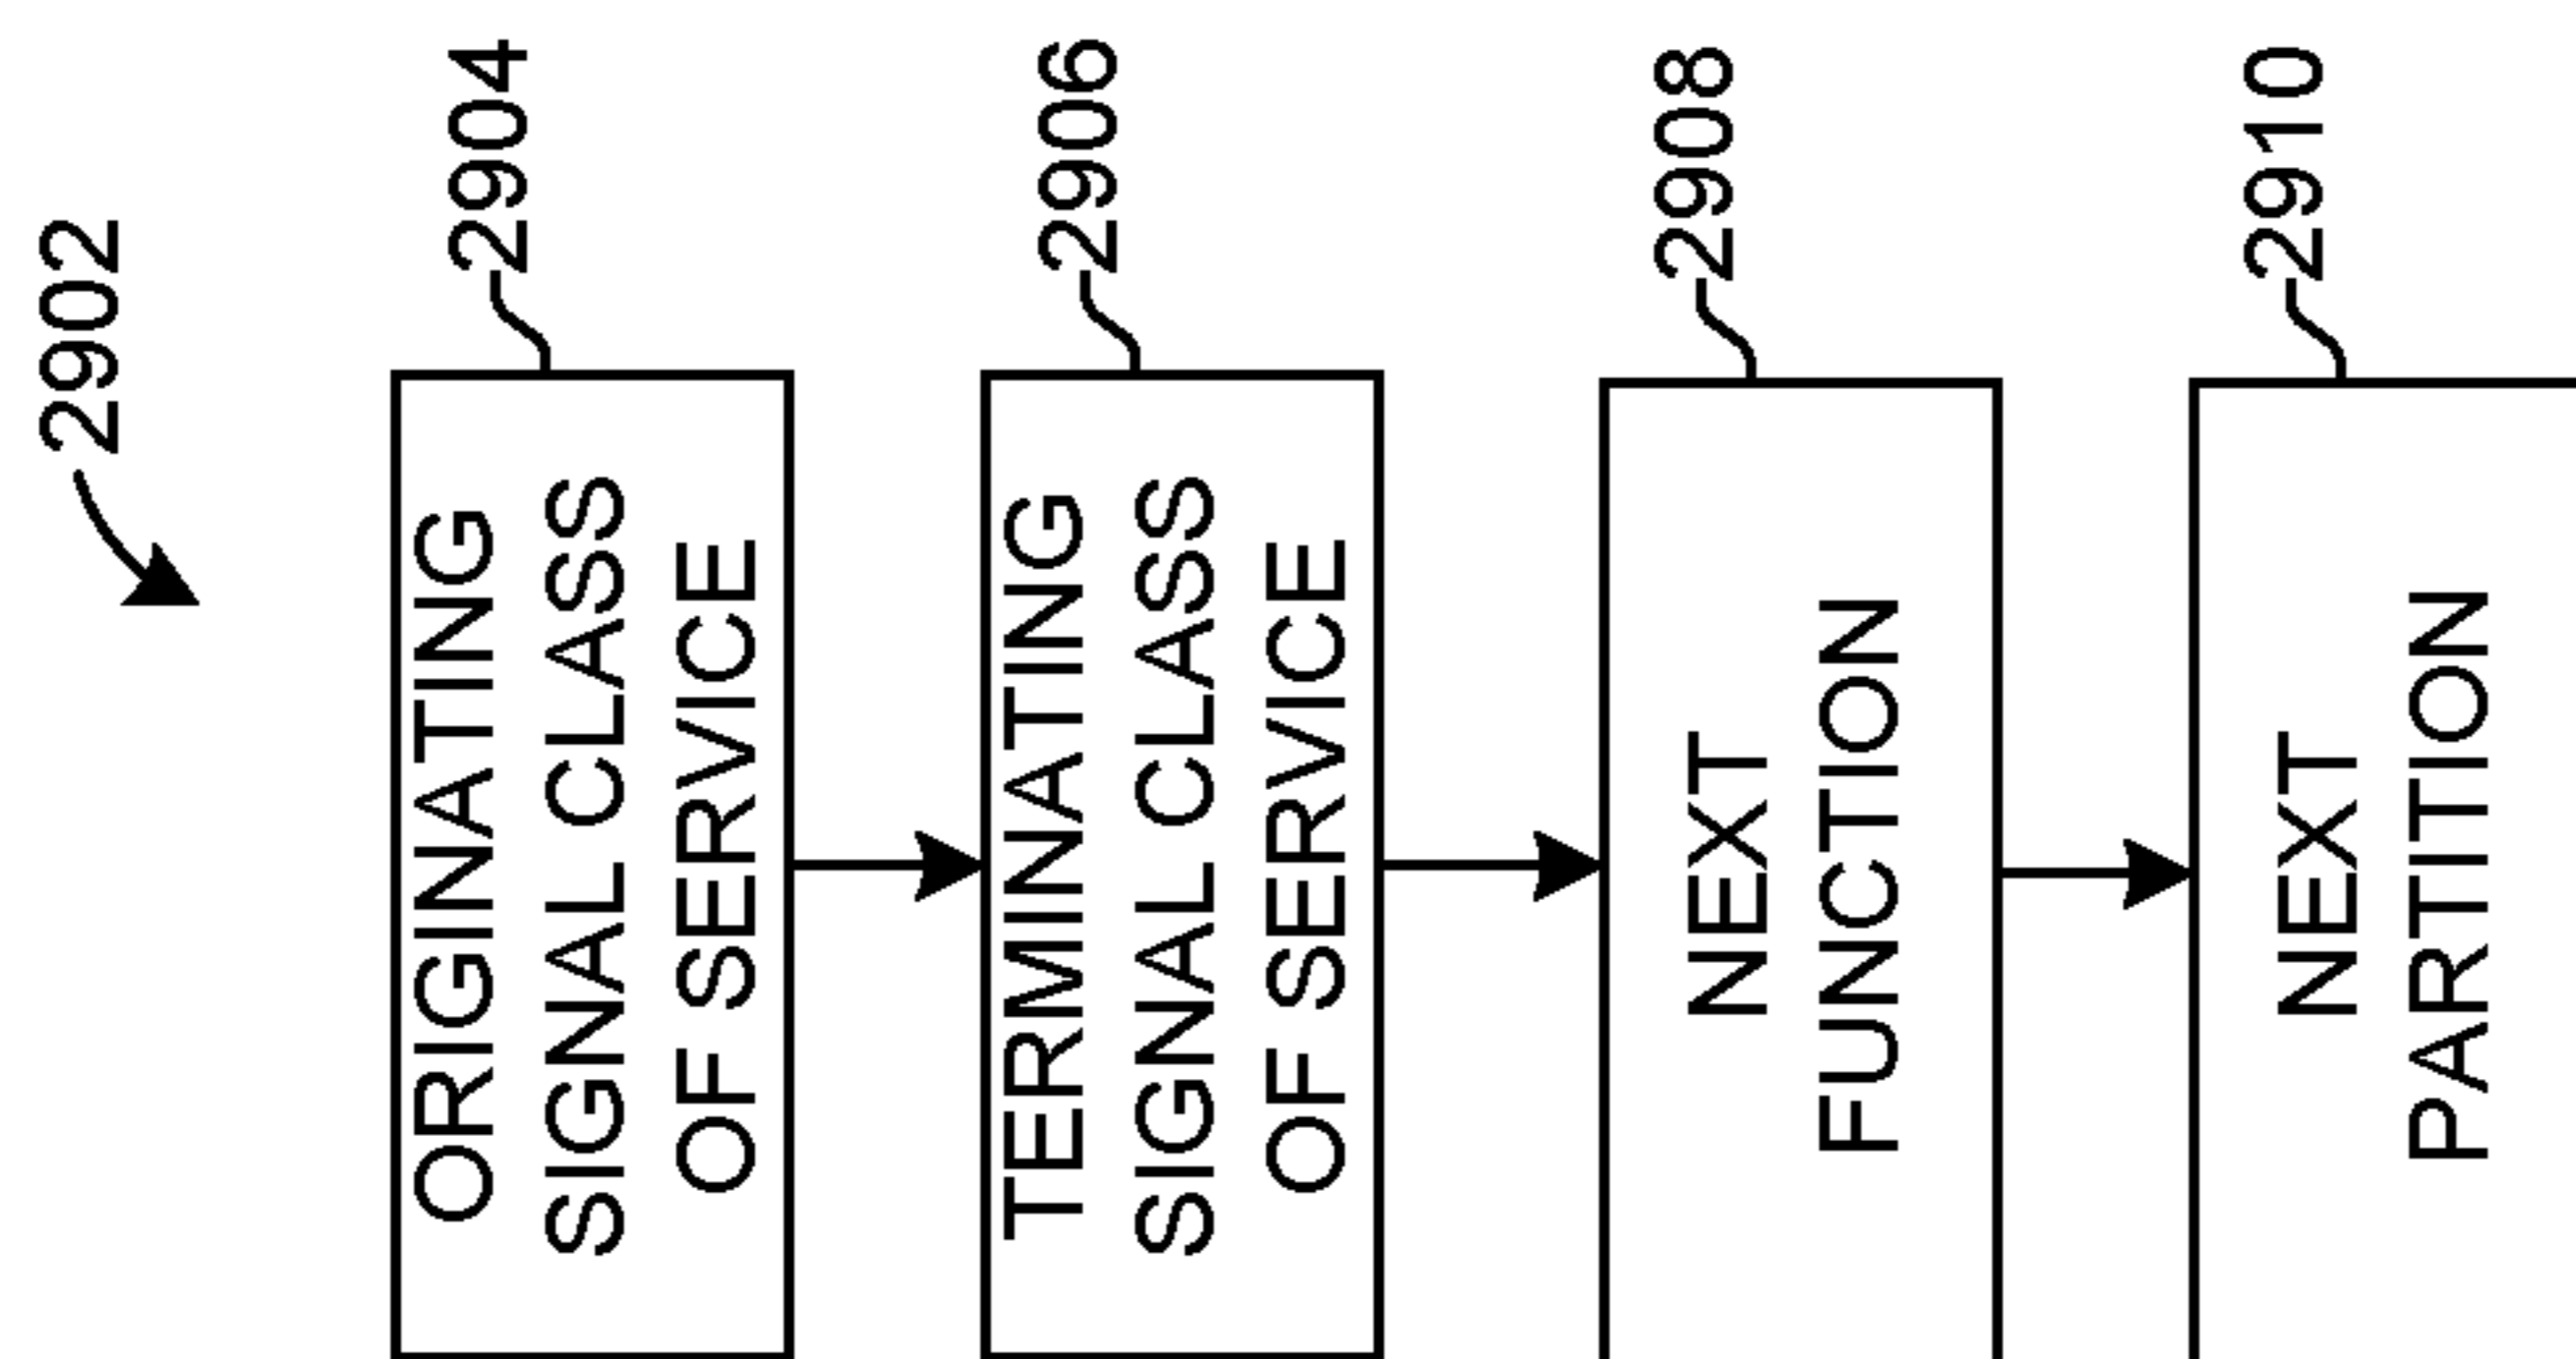 2902
2904
ORIGINATING
SIGNAL CLASS
OF SERVICE
2906
TERMINATING
SIGNAL CLASS
OF SERVICE
2908
NEXT
FUNCTION
2910
NEXT
PARTITION